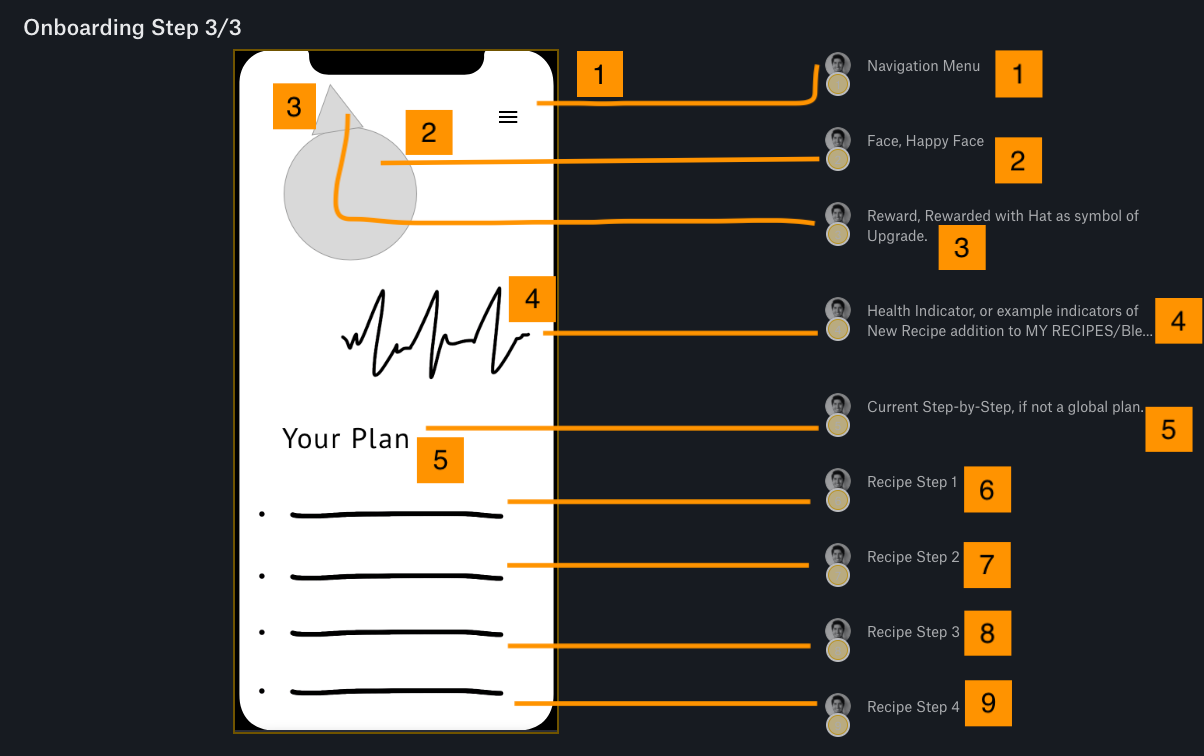 Onboarding Step 3/3
1
Navigation Menu
1
3
2
Face, Happy Face
2
Reward, Rewarded with Hat as symbol of
Upgrade.
3
4
Health Indicator, or example indicators of
New Recipe addition to MY RECIPES/Ble...
4
Your Plan
5
Current Step-by-Step, if not a global plan.
5
Recipe Step 1
6
Recipe Step 2
7
Recipe Step 3
8
Recipe Step 4
9